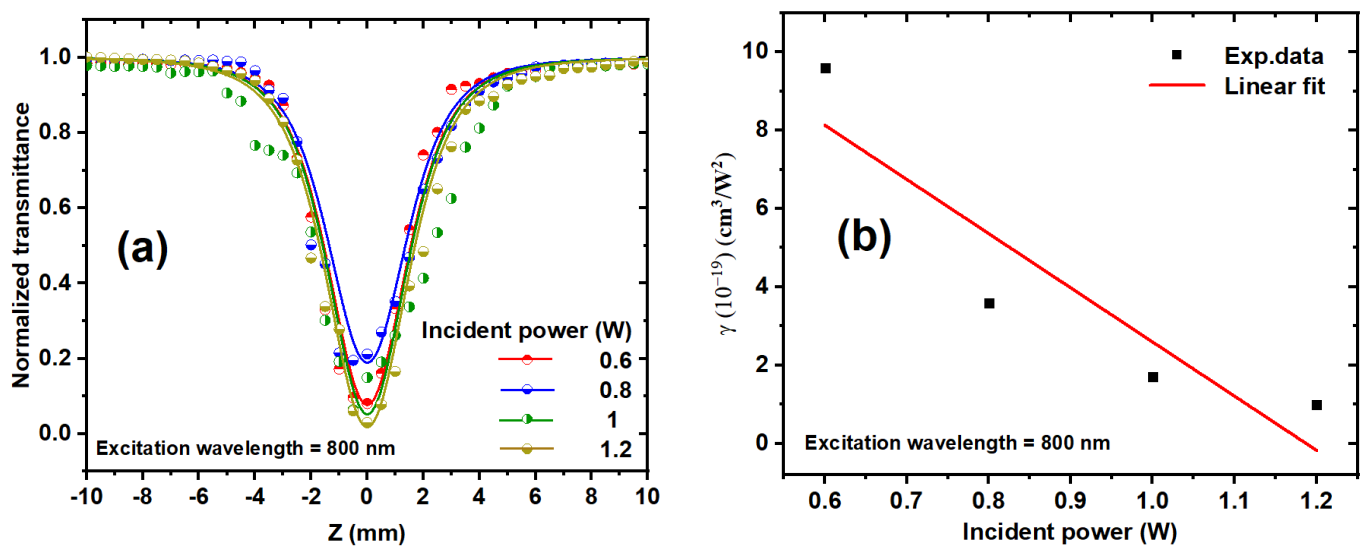 Normalized transmittance
1.0
0.8
0.6
0.4
0.2
0.0
(a)
Incident power (W)
0.6
0.8
1
1.2
Excitation wavelength = 800 nm
-10 -8 -6 -4 -2 0 2 4 6 8 10
Z (mm)
γ (10⁻¹⁹) (cm³/W²)
10
8
6
4
2
0
Exp.data
Linear fit
(b)
Excitation wavelength = 800 nm
0.6 0.7 0.8 0.9 1.0 1.1 1.2
Incident power (W)